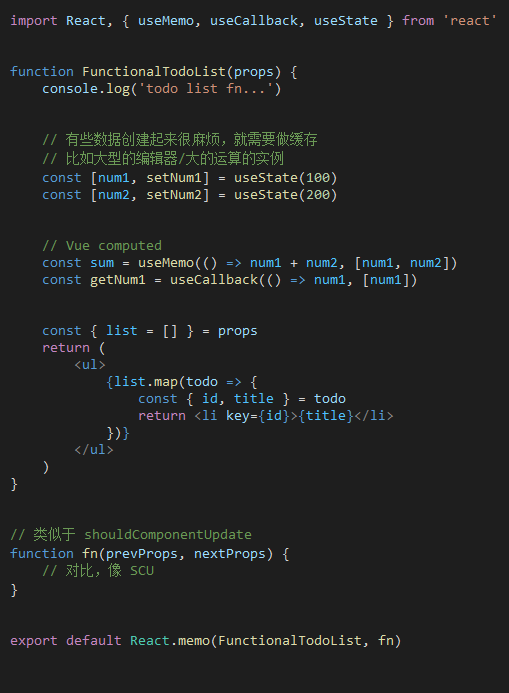 import React, { useMemo, useCallback, useState } from 'react'
function FunctionalTodoList(props) {
    console.log('todo list fn...')
    // 有些数据创建起来很麻烦，就需要做缓存
    // 比如大型的编辑器/大的运算的实例
    const [num1, setNum1] = useState(100)
    const [num2, setNum2] = useState(200)
    // Vue computed
    const sum = useMemo(() => num1 + num2, [num1, num2])
    const getNum1 = useCallback(() => num1, [num1])
    const { list = [] } = props
    return (
        <ul>
            {list.map(todo => {
                const { id, title } = todo
                return <li key={id}>{title}</li>
            })}
        </ul>
    )
}
// 类似于 shouldComponentUpdate
function fn(prevProps, nextProps) {
    // 对比，像 SCU
}
export default React.memo(FunctionalTodoList, fn)